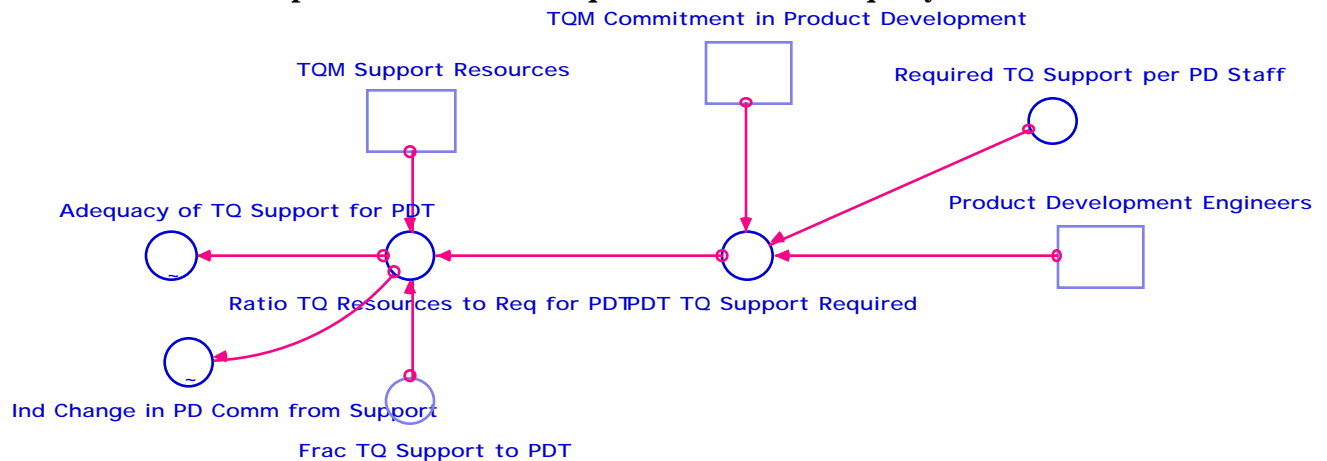 TQM Commitment in Product Development
TQM Support Resources
Required TQ Support per PD Staff
Product Development Engineers
Adequacy of TQ Support for PDT
~
Ratio TQ Resources to Req for PDT
PDT TQ Support Required
~
Ind Change in PD Comm from Support
Frac TQ Support to PDT